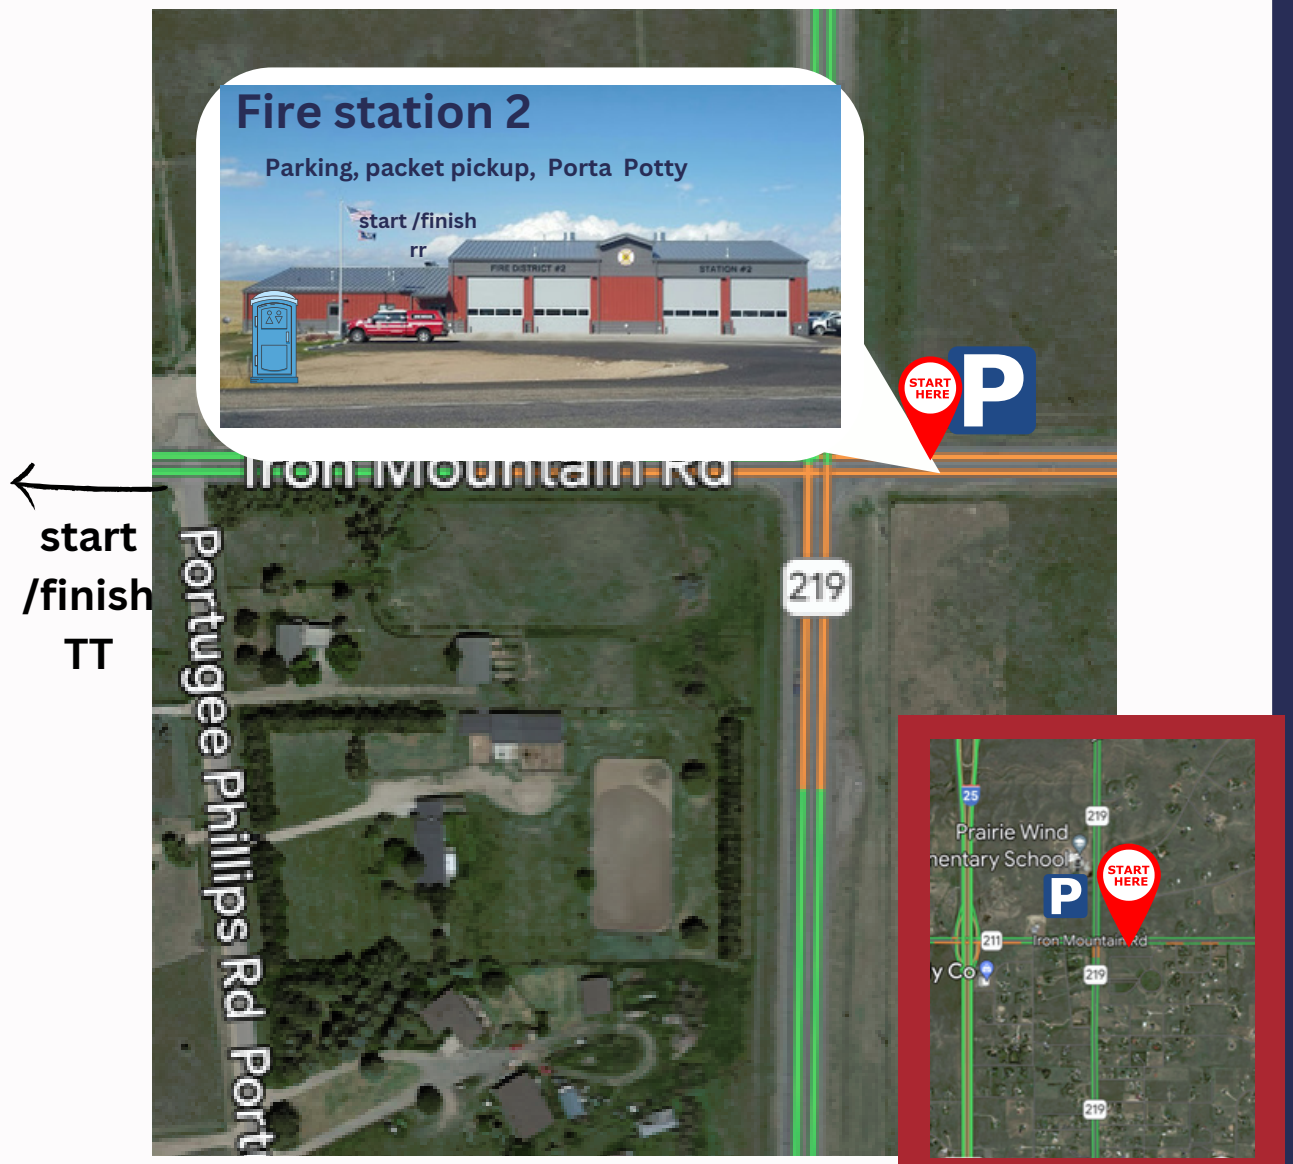 Fire station 2
Parking, packet pickup, Porta Potty
start /finish
rr
FIRE DISTRICT #2
STATION #2
START
HERE
P
Iron Mountain Rd
start
/finish
TT
Portugee Phillips Rd
Port
219
25
219
Prairie Wind
mentary School
START
HERE
P
211
Iron Mountain Rd
y Co
219
219